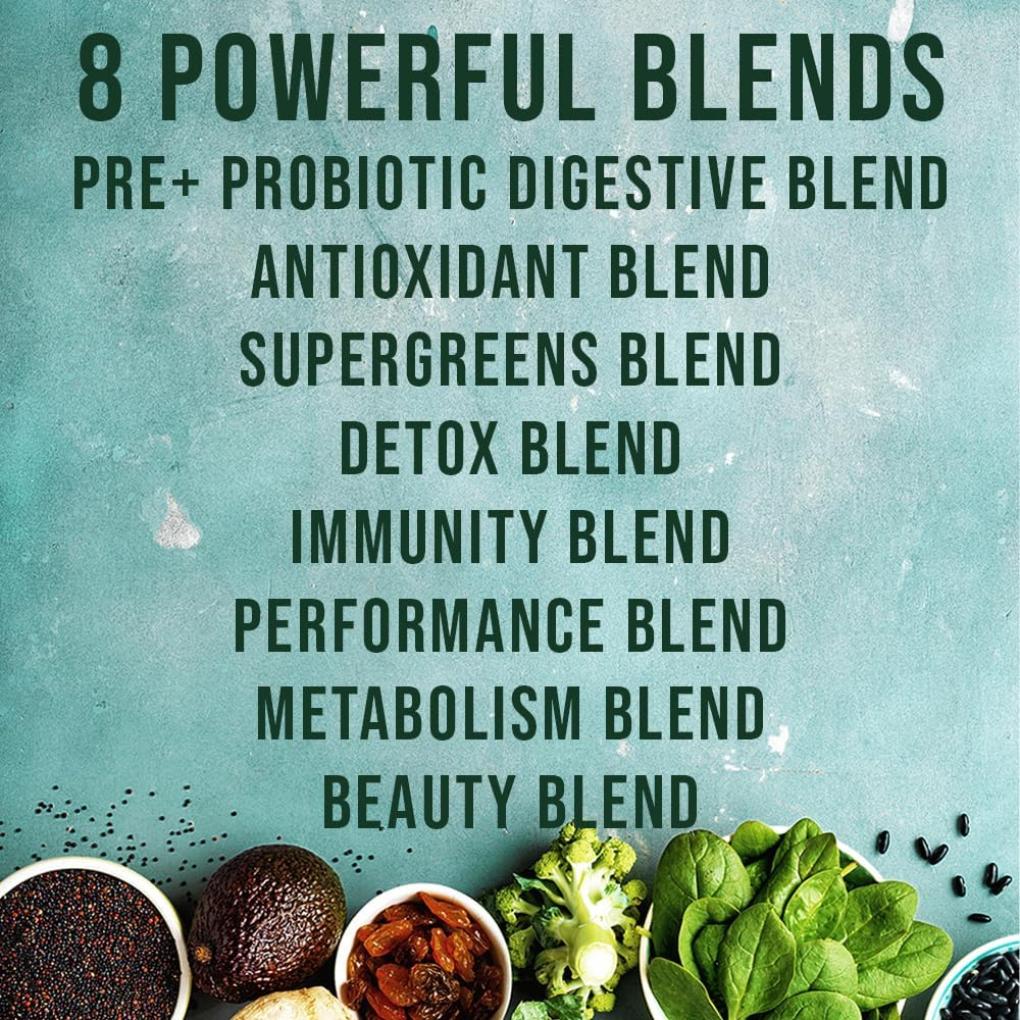 8 POWERFUL BLENDS
PRE+ PROBIOTIC DIGESTIVE BLEND
ANTIOXIDANT BLEND
SUPERGREENS BLEND
DETOX BLEND
IMMUNITY BLEND
PERFORMANCE BLEND
METABOLISM BLEND
BEAUTY BLEND